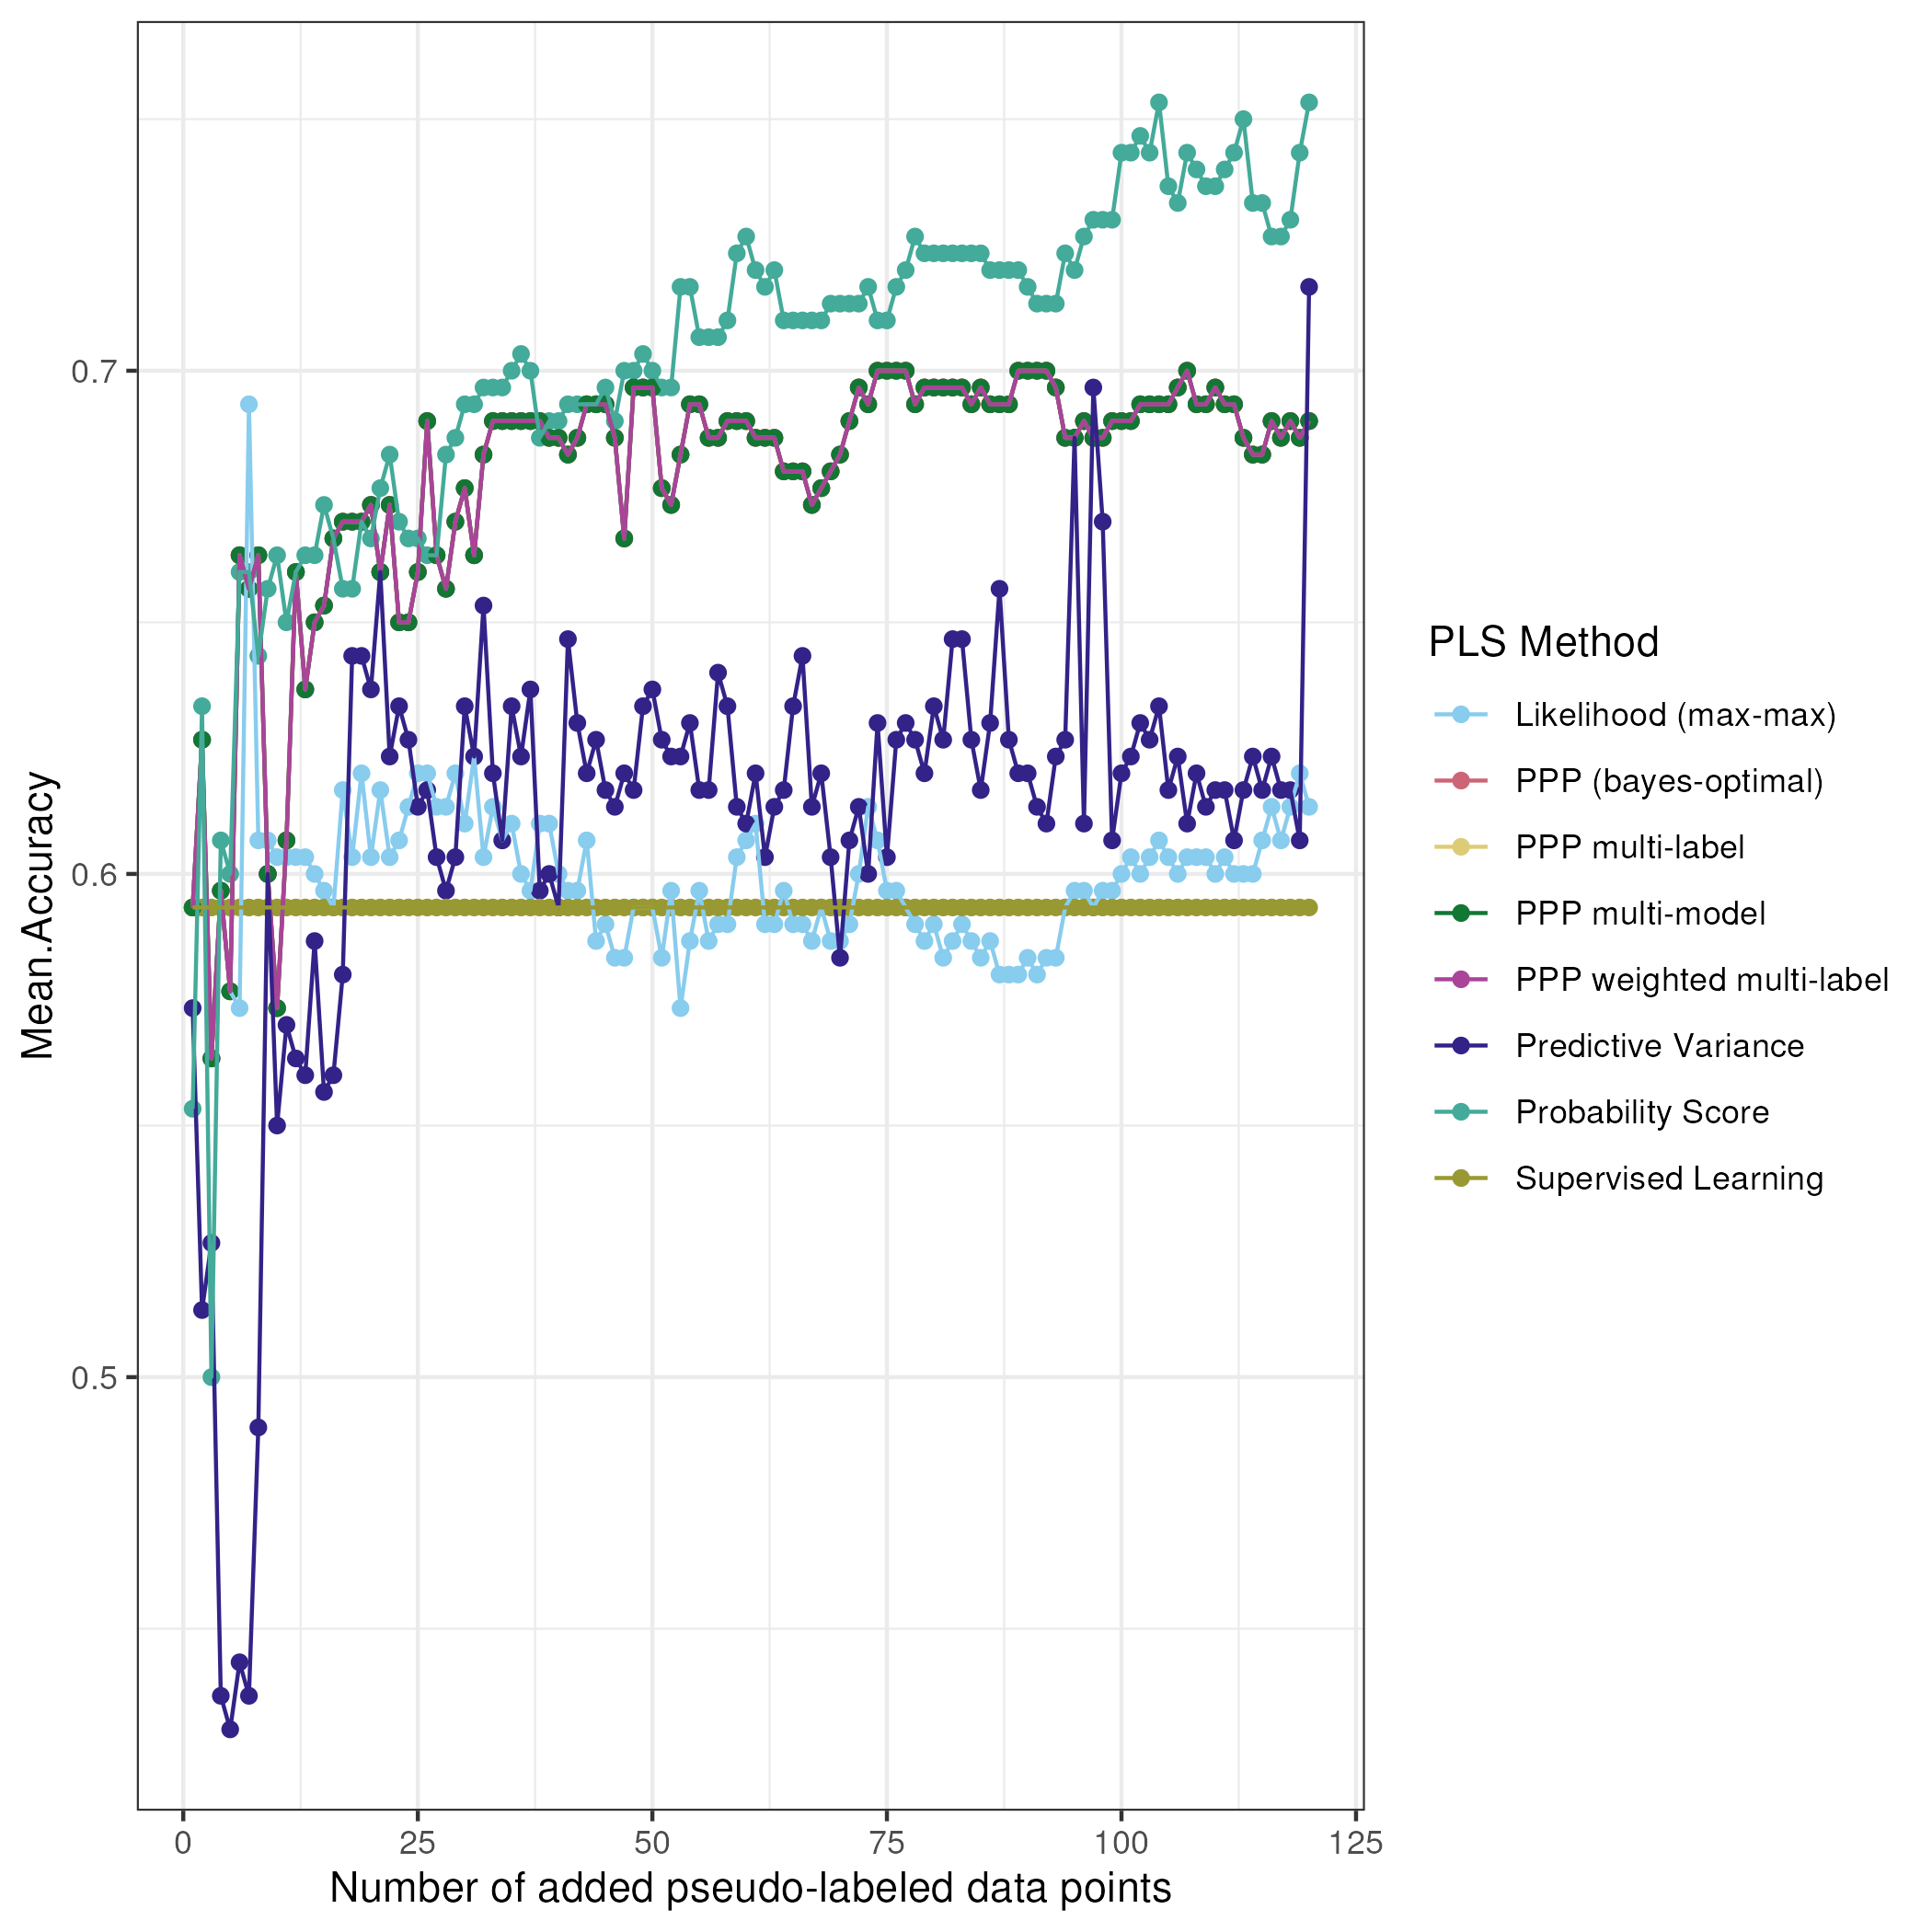 Mean.Accuracy
0.7
0.6
0.5
0
25
50
75
100
125
Number of added pseudo-labeled data points
PLS Method
Likelihood (max-max)
PPP (bayes-optimal)
PPP multi-label
PPP multi-model
PPP weighted multi-label
Predictive Variance
Probability Score
Supervised Learning